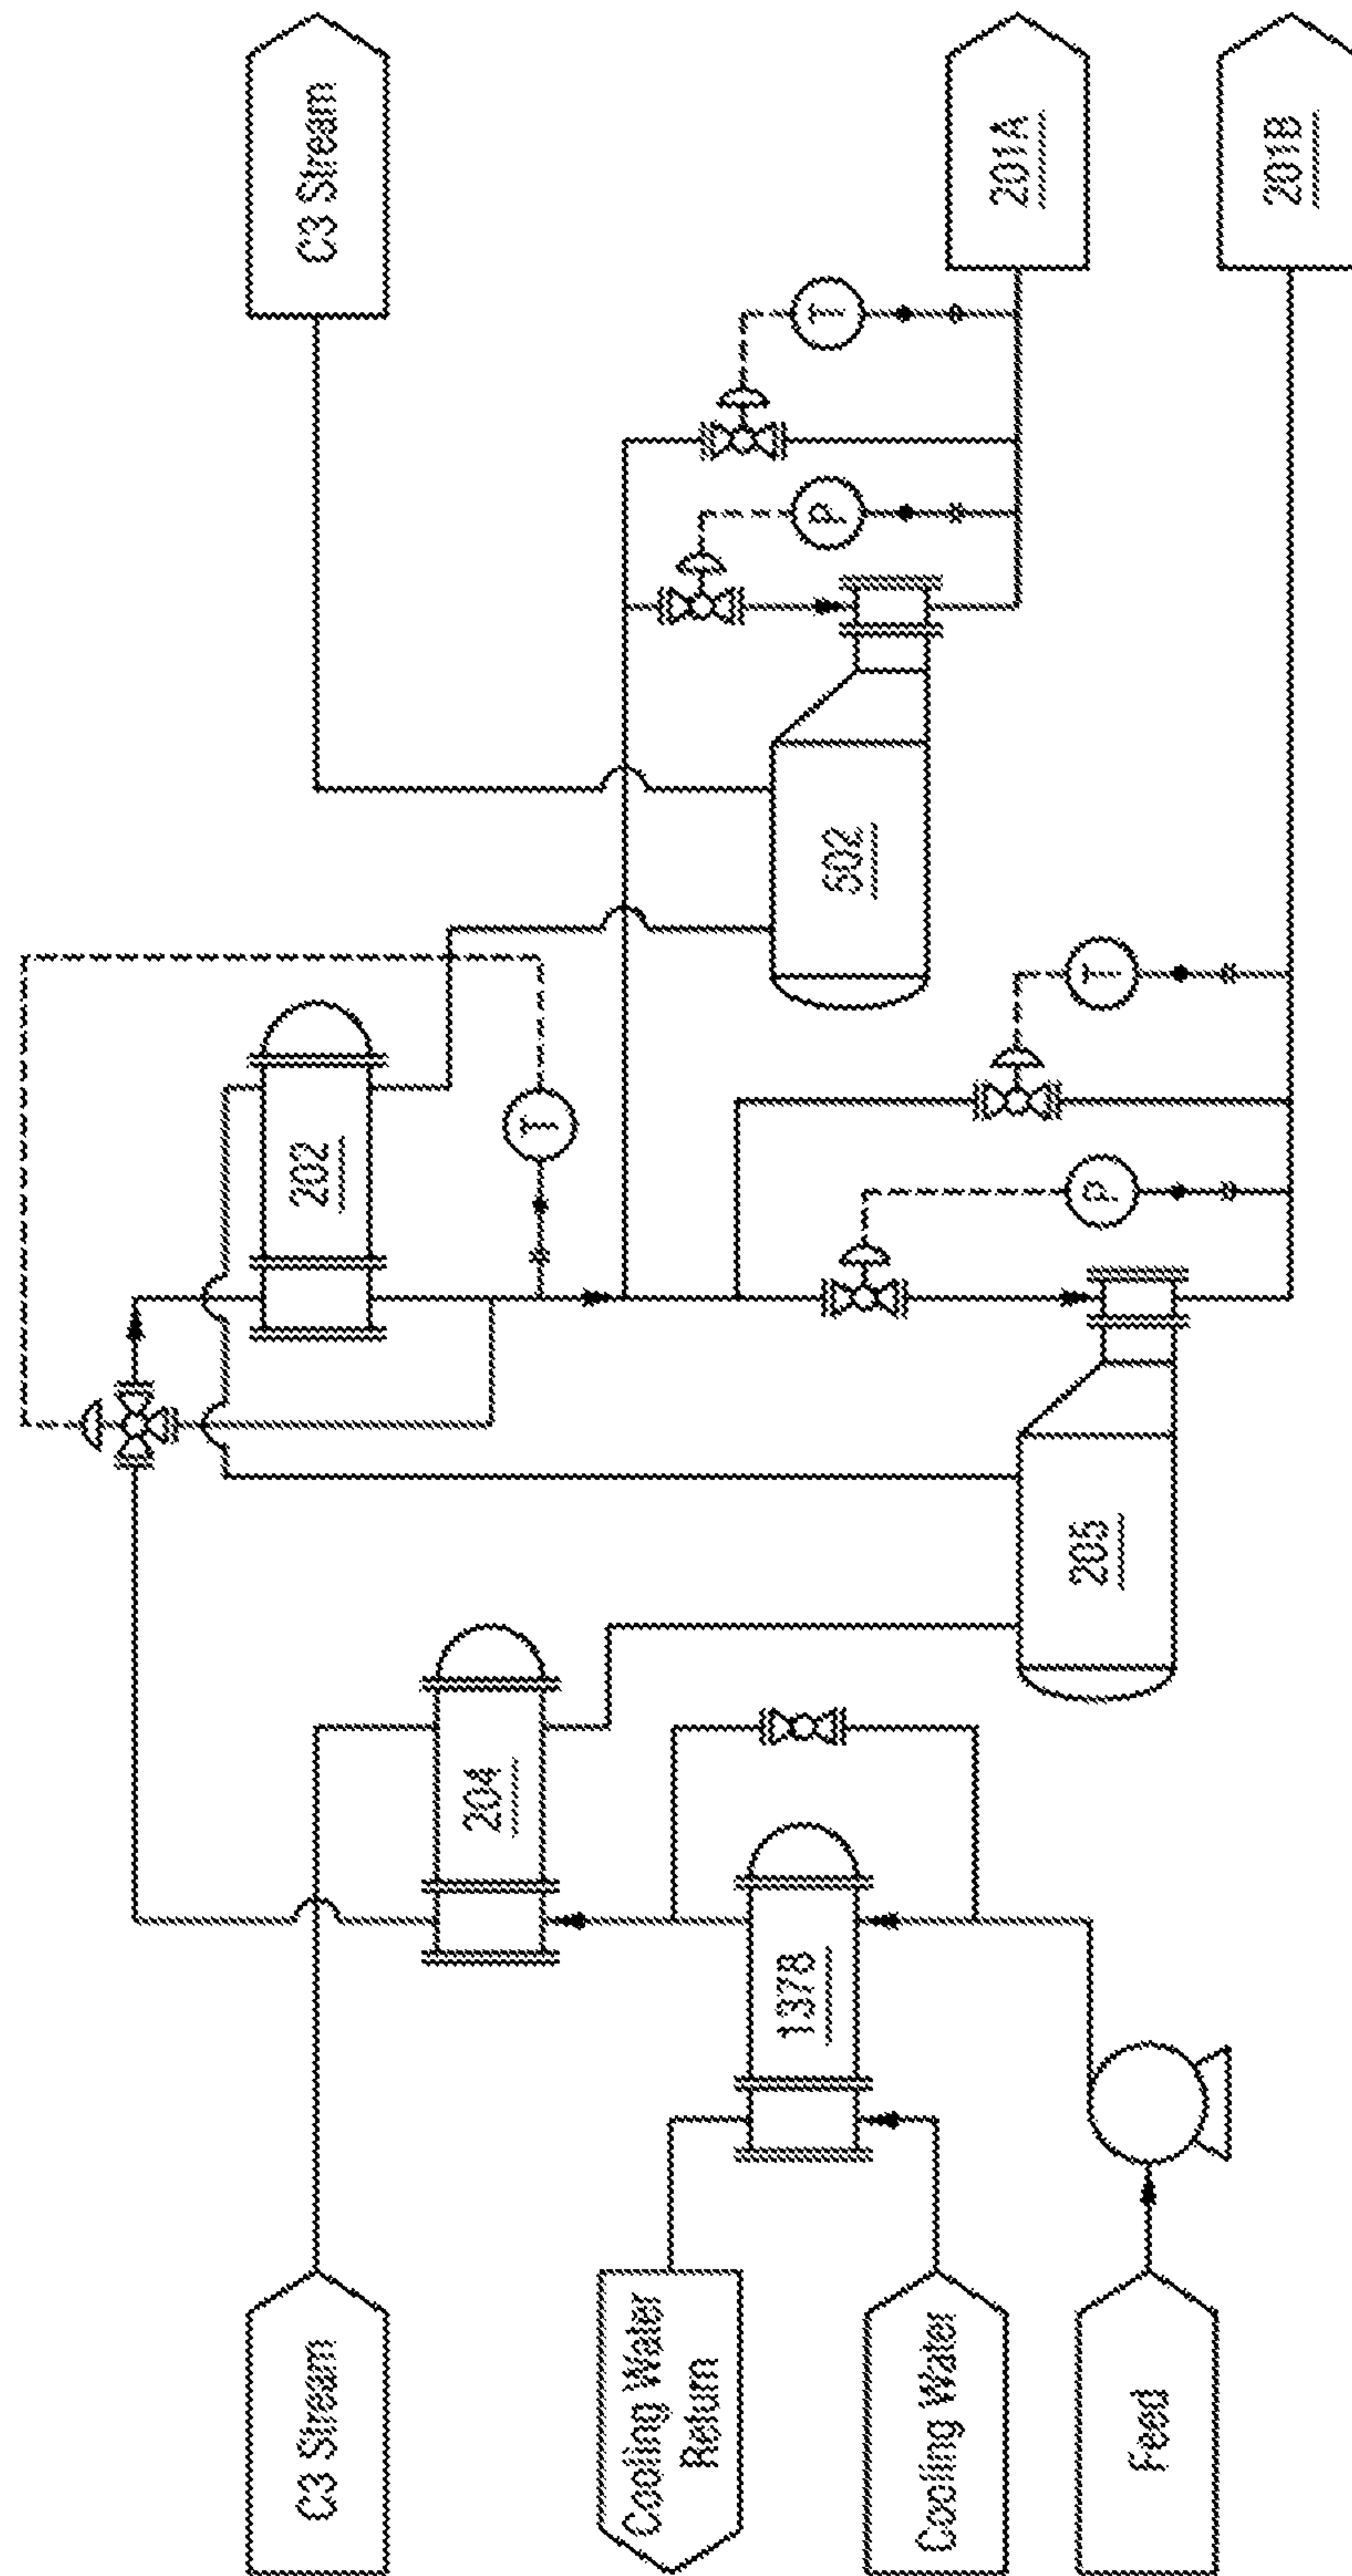 C3 Stream
C3 Stream
202
T
204
Cooling Water
Return
1378
Cooling Water
502
P
T
201A
Feed
205
P
T
201B